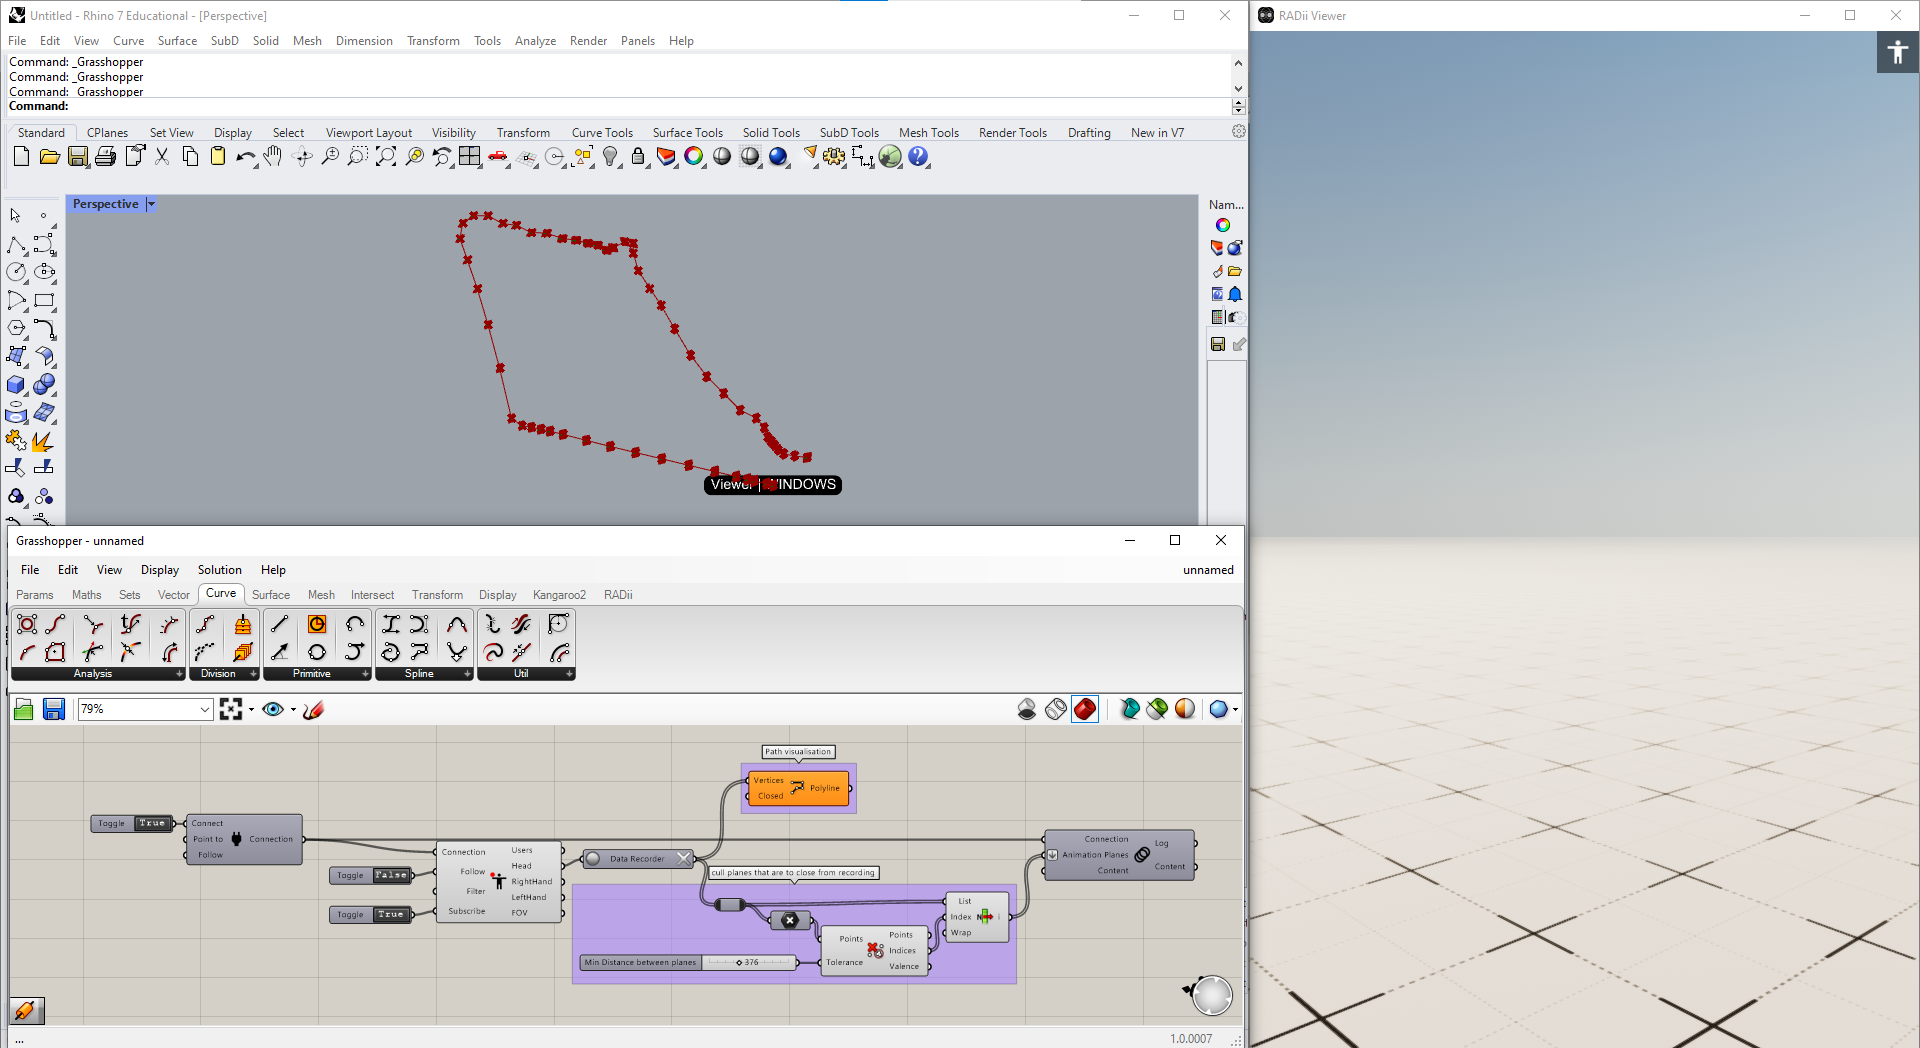 Untitled - Rhino 7 Educational - [Perspective]
File Edit View Curve Surface SubD Solid Mesh Dimension Transform Tools Analyze Render Panels Help
Command: _Grasshopper
Command: _Grasshopper
Command: _Grasshopper
Command:
Standard CPlanes Set View Display Select Viewport Layout Visibility Transform Curve Tools Surface Tools Solid Tools SubD Tools Mesh Tools Render Tools Drafting New in V7
Perspective
Nam...
Viewer | WINDOWS
Grasshopper - unnamed
File Edit View Display Solution Help
unnamed
Params Maths Sets Vector Curve Surface Mesh Intersect Transform Display Kangaroo2 RADii
Analysis Division Primitive Spline Util
79%
Path visualisation
Vertices
Closed
Polyline
Toggle True
Connect
Point to
Follow
Connection
Toggle False
Toggle True
Connection
Follow
Filter
Subscribe
Users
Head
RightHand
LeftHand
FOV
Data Recorder
cull planes that are to close from recording
Min Distance between planes
376
Points
Tolerance
Points
Indices
Valence
List
Index
Wrap
i
Connection
Animation Planes
Content
Log
Content
...
1.0.0007
RADii Viewer